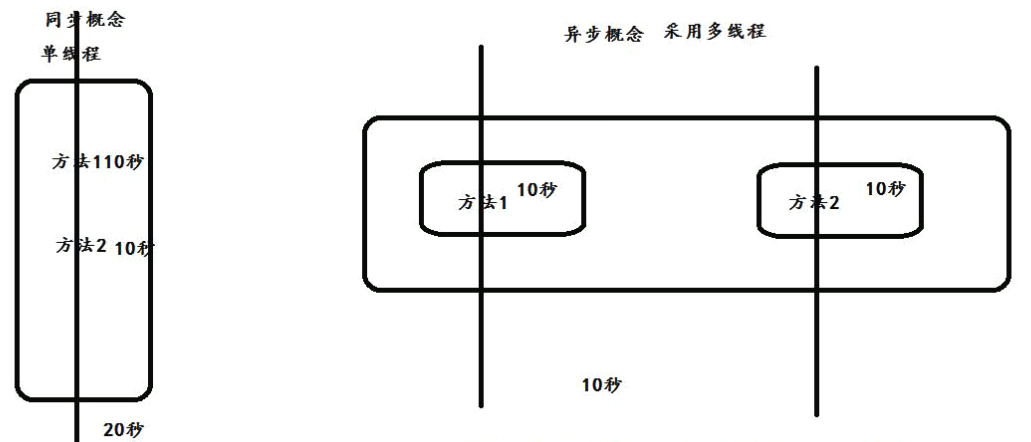 同步概念
单线程
方法110秒
方法2 10秒
20秒
异步概念 采用多线程
方法1 10秒
方法2 10秒
10秒